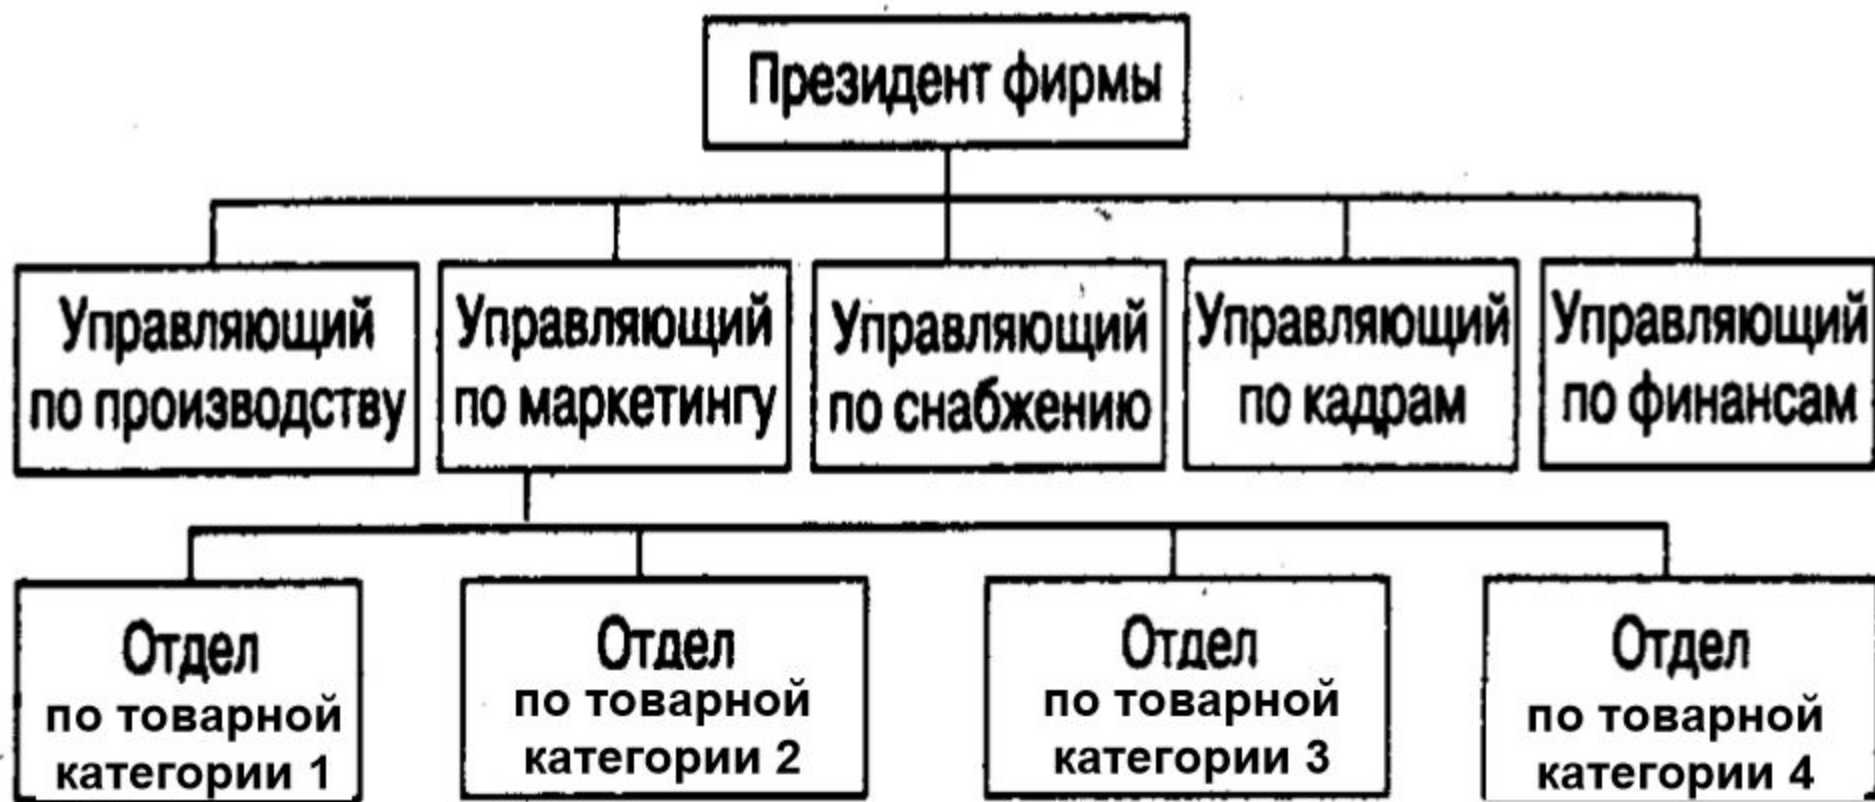 Президент фирмы
Управляющий
по производству
Управляющий
по маркетингу
Управляющий
по снабжению
Управляющий
по кадрам
Управляющий
по финансам
Отдел
по товарной
категории 1
Отдел
по товарной
категории 2
Отдел
по товарной
категории 3
Отдел
по товарной
категории 4